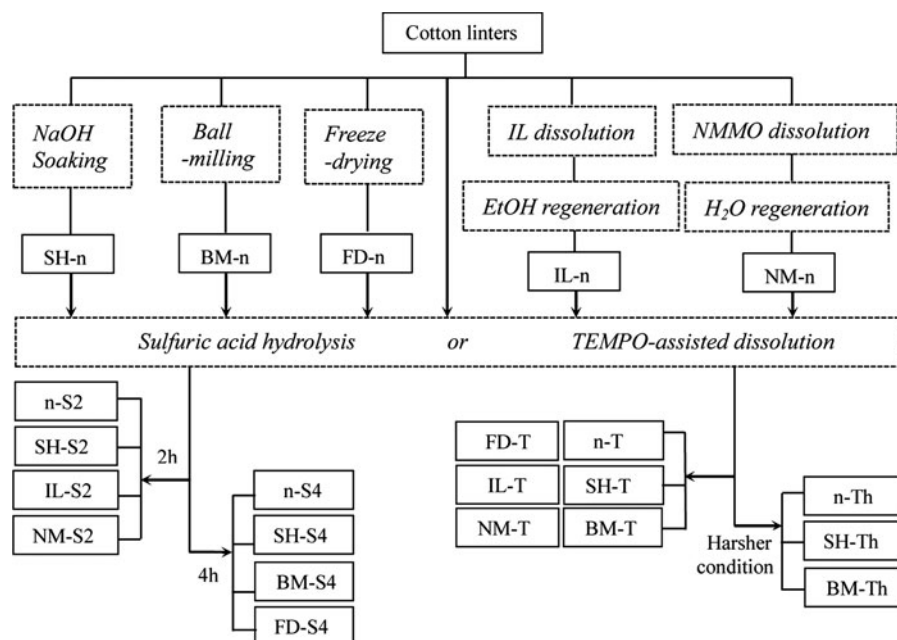 Cotton linters
NaOH
Soaking
Ball
-milling
Freeze
-drying
IL dissolution
NMMO dissolution
EtOH regeneration
H₂O regeneration
SH-n
BM-n
FD-n
IL-n
NM-n
Sulfuric acid hydrolysis or TEMPO-assisted dissolution
n-S2
SH-S2
IL-S2
NM-S2
2h
4h
n-S4
SH-S4
BM-S4
FD-S4
FD-T
n-T
IL-T
SH-T
NM-T
BM-T
Harsher
condition
n-Th
SH-Th
BM-Th